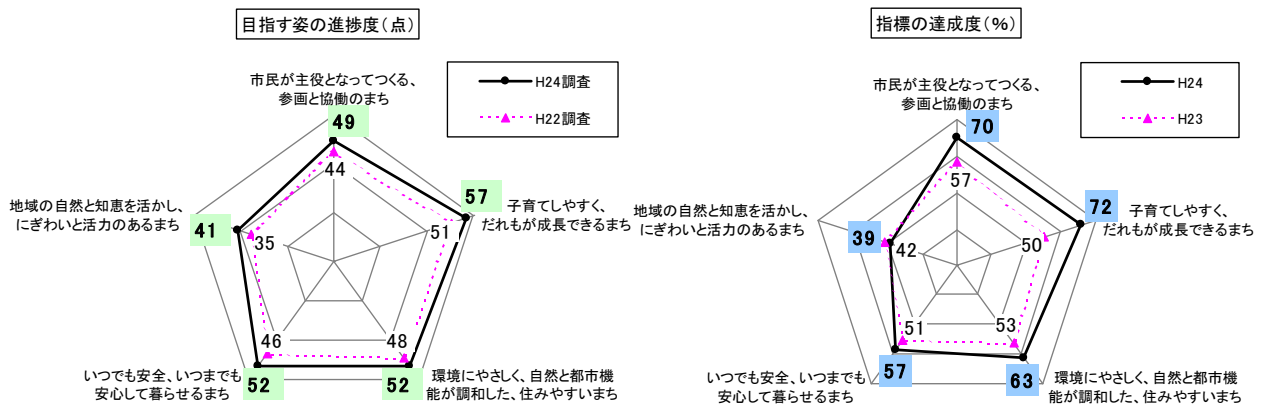 目指す姿の進捗度(点)
市民が主役となってつくる、
参画と協働のまち
H24調査
H22調査
49
44
57
子育てしやすく、
だれもが成長できるまち
51
地域の自然と知恵を活かし、
にぎわいと活力のあるまち
41
35
46
48
いつでも安全、いつまでも
安心して暮らせるまち
52
52
環境にやさしく、自然と都市機
能が調和した、住みやすいまち
指標の達成度(%)
市民が主役となってつくる、
参画と協働のまち
H24
H23
70
57
72
子育てしやすく、
だれもが成長できるまち
50
地域の自然と知恵を活かし、
にぎわいと活力のあるまち
39
42
51
53
いつでも安全、いつまでも
安心して暮らせるまち
57
63
環境にやさしく、自然と都市機
能が調和した、住みやすいまち